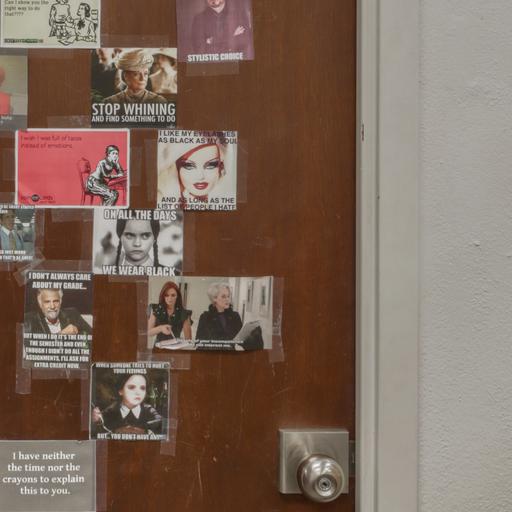 Can I show you the
right way to do
that????
STYLISTIC CHOICE
STOP WHINING
AND FIND SOMETHING TO DO
I wish I was full of tacos
instead of emotions.
I LIKE MY EYELASHES
AS BLACK AS MY SOUL
AND AS LONG AS THE
LIST OF PEOPLE I HATE
ON ALL THE DAYS
WE WEAR BLACK
I DON'T ALWAYS CARE
ABOUT MY GRADE...
BUT WHEN I DO IT'S THE END OF
THE SEMESTER AND EVEN
THOUGH I DIDN'T DO ALL THE
ASSIGNMENTS, I'LL ASK FOR
EXTRA CREDIT NOW.
WHEN SOMEONE TRIES TO HURT
YOUR FEELINGS
BUT... YOU DON'T HAVE ANY
I have neither
the time nor the
crayons to explain
this to you.